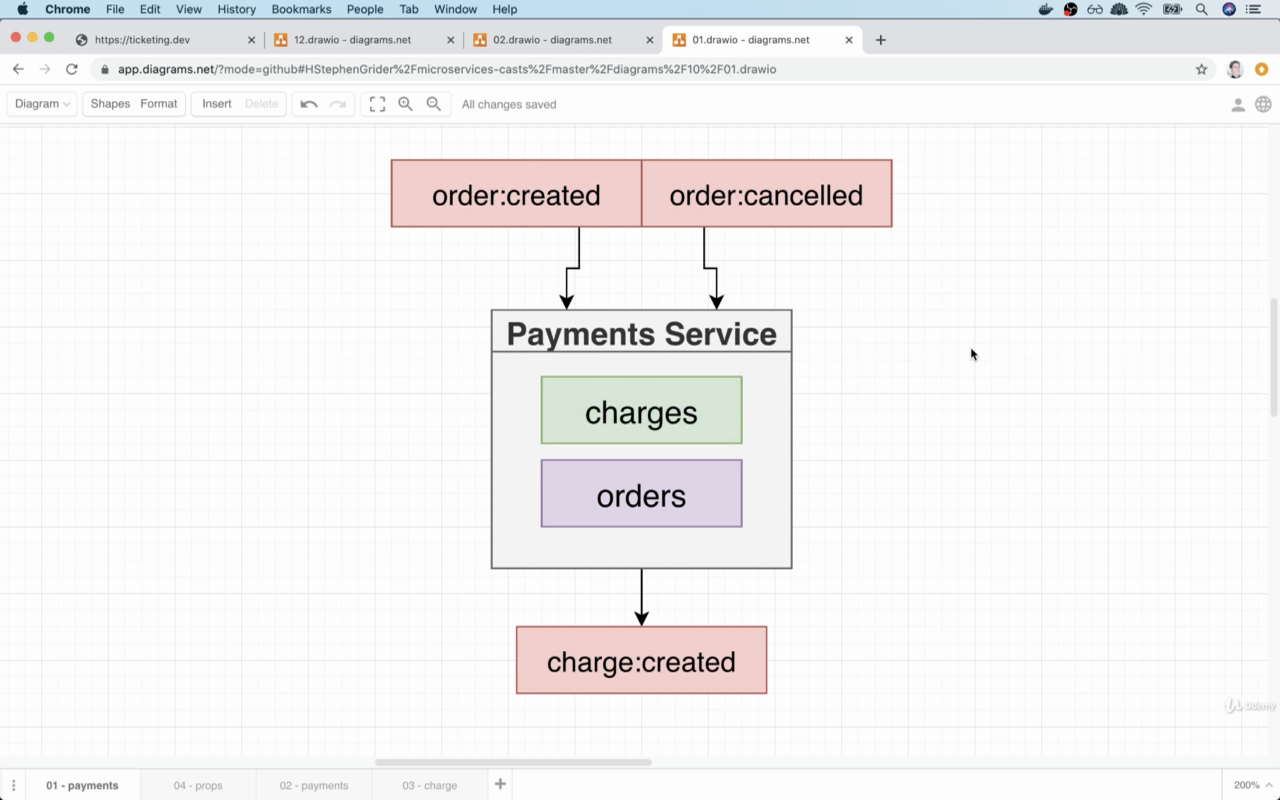 Chrome File Edit View History Bookmarks People Tab Window Help
https://ticketing.dev 12.drawio - diagrams.net 02.drawio - diagrams.net 01.drawio - diagrams.net
app.diagrams.net/?mode=github#HStephenGrider%2Fmicroservices-casts%2Fmaster%2Fdiagrams%2F10%2F01.drawio
Diagram Shapes Format Insert Delete All changes saved
order:created order:cancelled
Payments Service
charges
orders
charge:created
Udemy
01 - payments 04 - props 02 - payments 03 - charge 200%